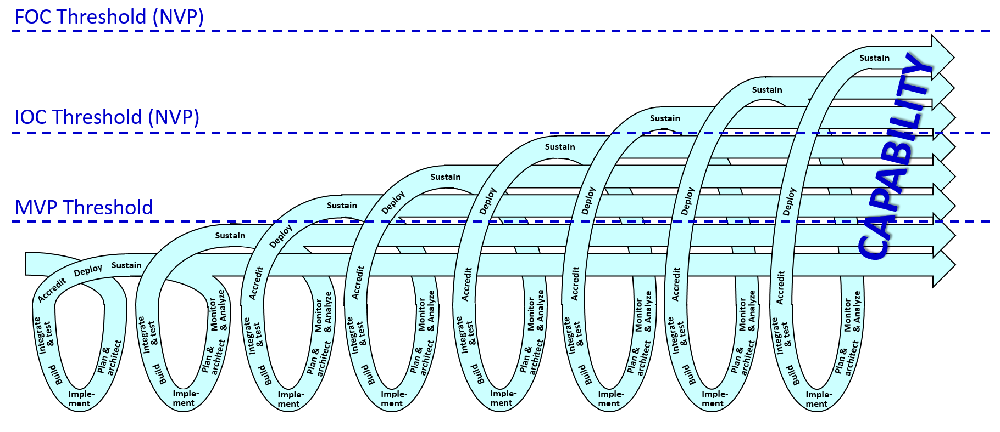 FOC Threshold (NVP)
IOC Threshold (NVP)
MVP Threshold
CAPABILITY
Plan &
architect
Imple-
ment
Build
Integrate
& test
Accredit
Deploy
Sustain
Monitor
& Analyze
Plan &
architect
Imple-
ment
Build
Integrate
& test
Sustain
Monitor
& Analyze
Plan &
architect
Imple-
ment
Build
Integrate
& test
Accredit
Deploy
Sustain
Monitor
& Analyze
Plan &
architect
Imple-
ment
Build
Integrate
& test
Accredit
Deploy
Sustain
Monitor
& Analyze
Plan &
architect
Imple-
ment
Build
Integrate
& test
Accredit
Deploy
Sustain
Monitor
& Analyze
Plan &
architect
Imple-
ment
Build
Integrate
& test
Accredit
Deploy
Sustain
Monitor
& Analyze
Plan &
architect
Imple-
ment
Build
Integrate
& test
Accredit
Deploy
Sustain
Monitor
& Analyze
Plan &
architect
Imple-
ment
Build
Integrate
& test
Accredit
Deploy
Sustain